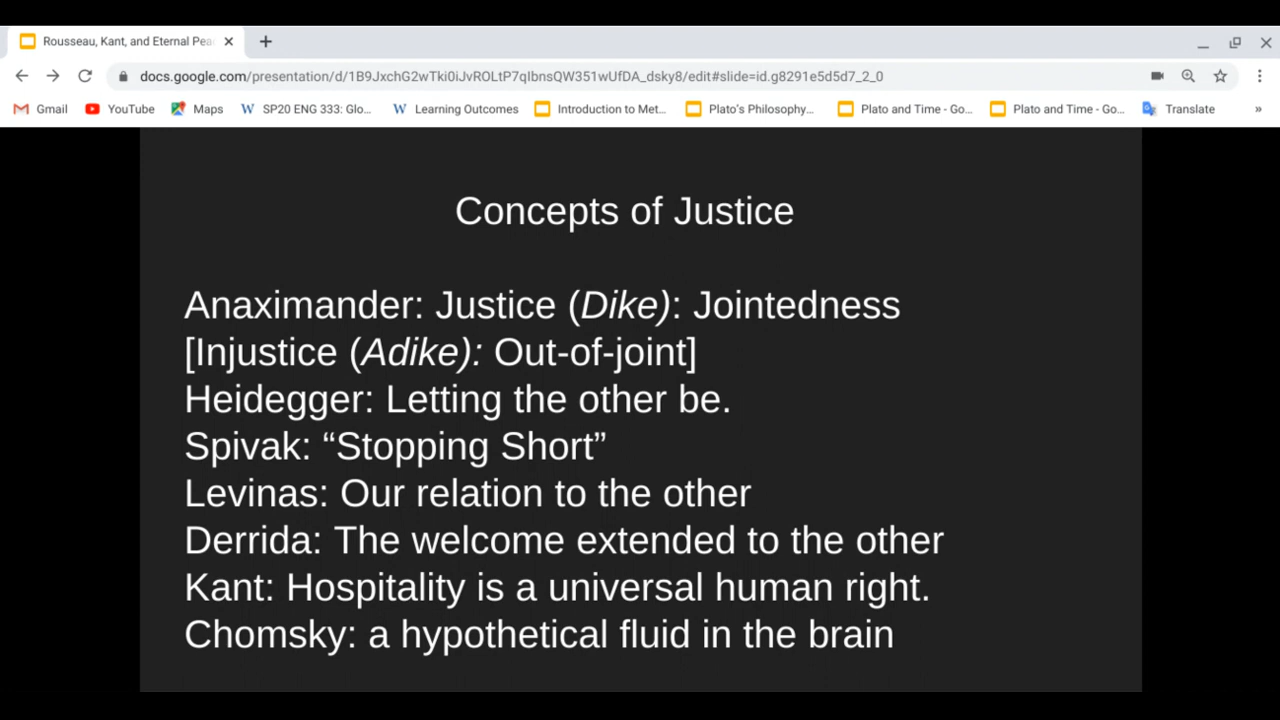 Rousseau, Kant, and Eternal Pea
docs.google.com/presentation/d/1B9JxchG2wTki0iJvROLtP7qIbnsQW351wUfDA_dsky8/edit#slide=id.g8291e5d5d7_2_0
Gmail YouTube Maps SP20 ENG 333: Glo... Learning Outcomes Introduction to Met... Plato's Philosophy... Plato and Time - Go... Plato and Time - Go... Translate »
Concepts of Justice
Anaximander: Justice (Dike): Jointedness
[Injustice (Adike): Out-of-joint]
Heidegger: Letting the other be.
Spivak: “Stopping Short”
Levinas: Our relation to the other
Derrida: The welcome extended to the other
Kant: Hospitality is a universal human right.
Chomsky: a hypothetical fluid in the brain